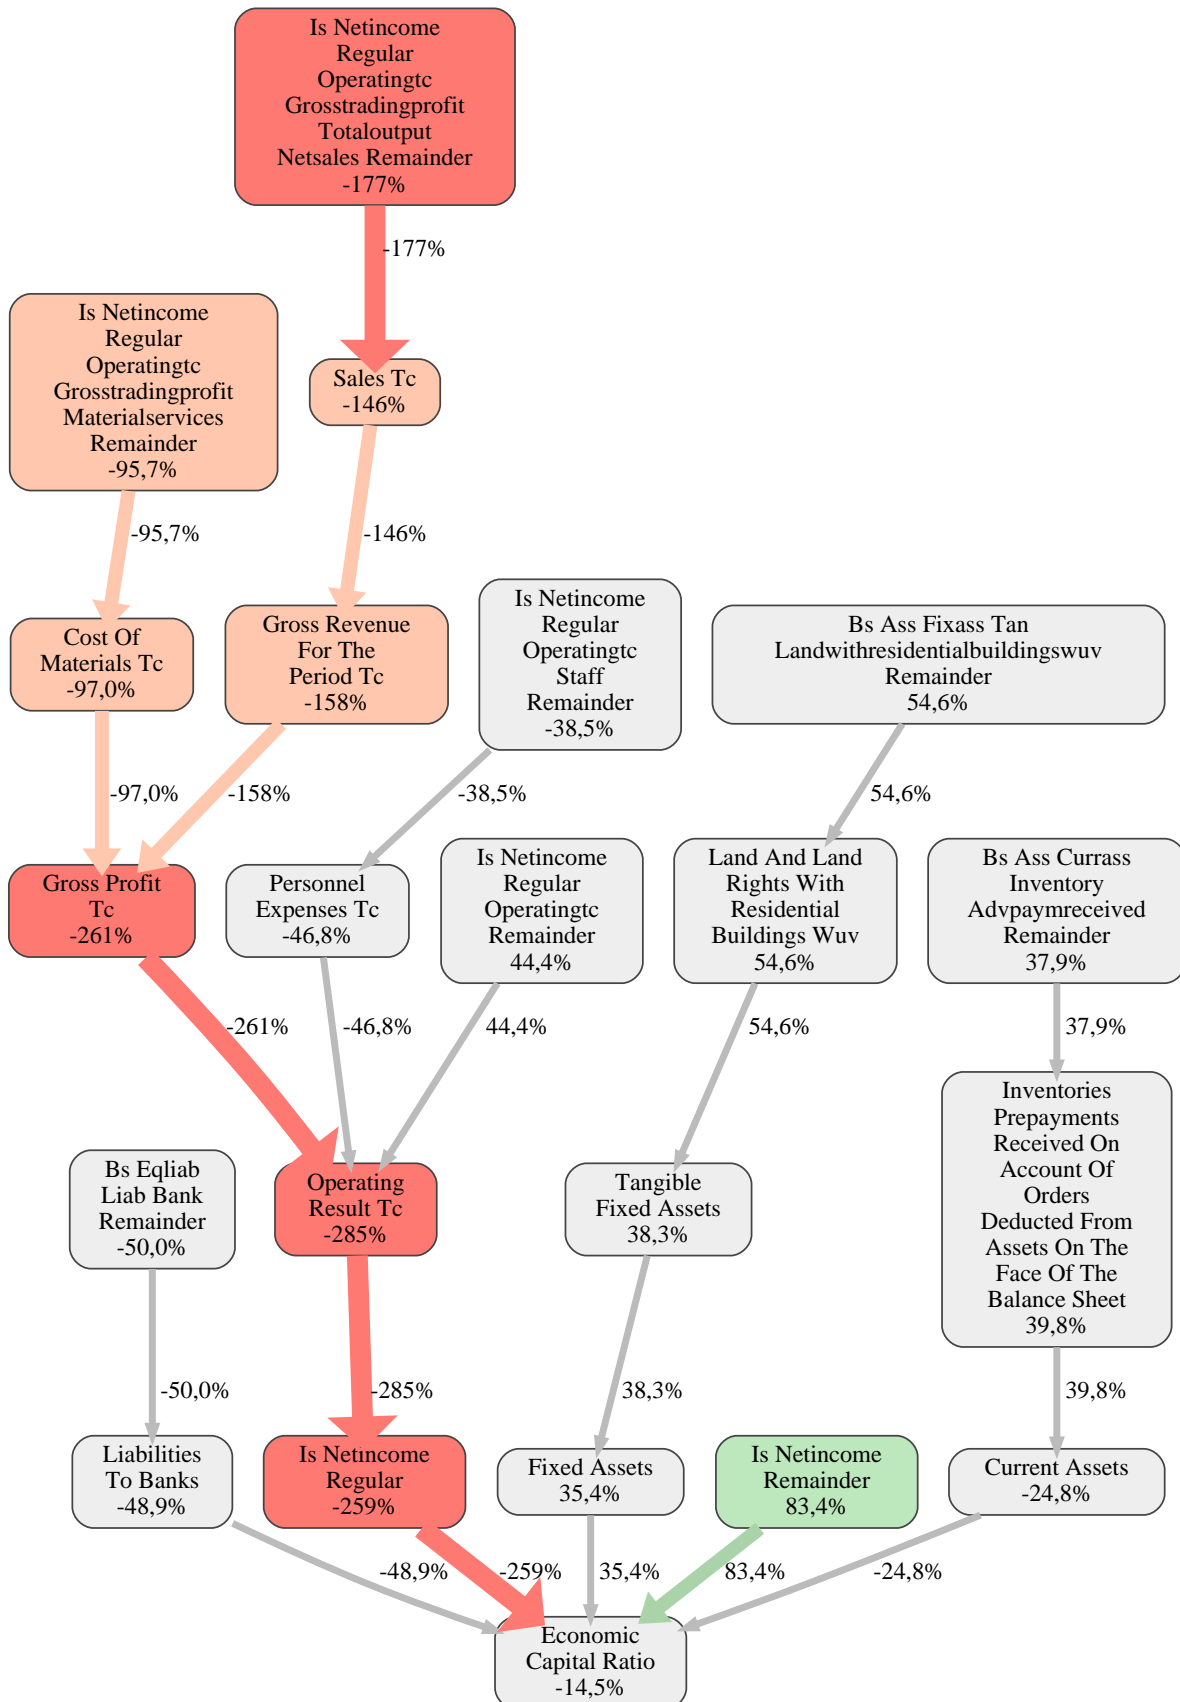 Is Netincome
Regular
Operatingtc
Grosstradingprofit
Totaloutput
Netsales Remainder
-177%
-177%
Is Netincome
Regular
Operatingtc
Grosstradingprofit
Materialservices
Remainder
-95,7%
Sales Tc
-146%
-95,7%
-146%
Cost Of
Materials Tc
-97,0%
Gross Revenue
For The
Period Tc
-158%
Is Netincome
Regular
Operatingtc
Staff
Remainder
-38,5%
Bs Ass Fixass Tan
Landwithresidentialbuildingswuv
Remainder
54,6%
-97,0%
-158%
-38,5%
54,6%
Gross Profit
Tc
-261%
Personnel
Expenses Tc
-46,8%
Is Netincome
Regular
Operatingtc
Remainder
44,4%
Land And Land
Rights With
Residential
Buildings Wuv
54,6%
Bs Ass Currass
Inventory
Advpaymreceived
Remainder
37,9%
-261%
-46,8%
44,4%
54,6%
37,9%
Bs Eqliab
Liab Bank
Remainder
-50,0%
Operating
Result Tc
-285%
Tangible
Fixed Assets
38,3%
Inventories
Prepayments
Received On
Account Of
Orders
Deducted From
Assets On The
Face Of The
Balance Sheet
39,8%
-50,0%
-285%
38,3%
39,8%
Liabilities
To Banks
-48,9%
Is Netincome
Regular
-259%
Fixed Assets
35,4%
Is Netincome
Remainder
83,4%
Current Assets
-24,8%
-48,9%
-259%
35,4%
83,4%
-24,8%
Economic
Capital Ratio
-14,5%